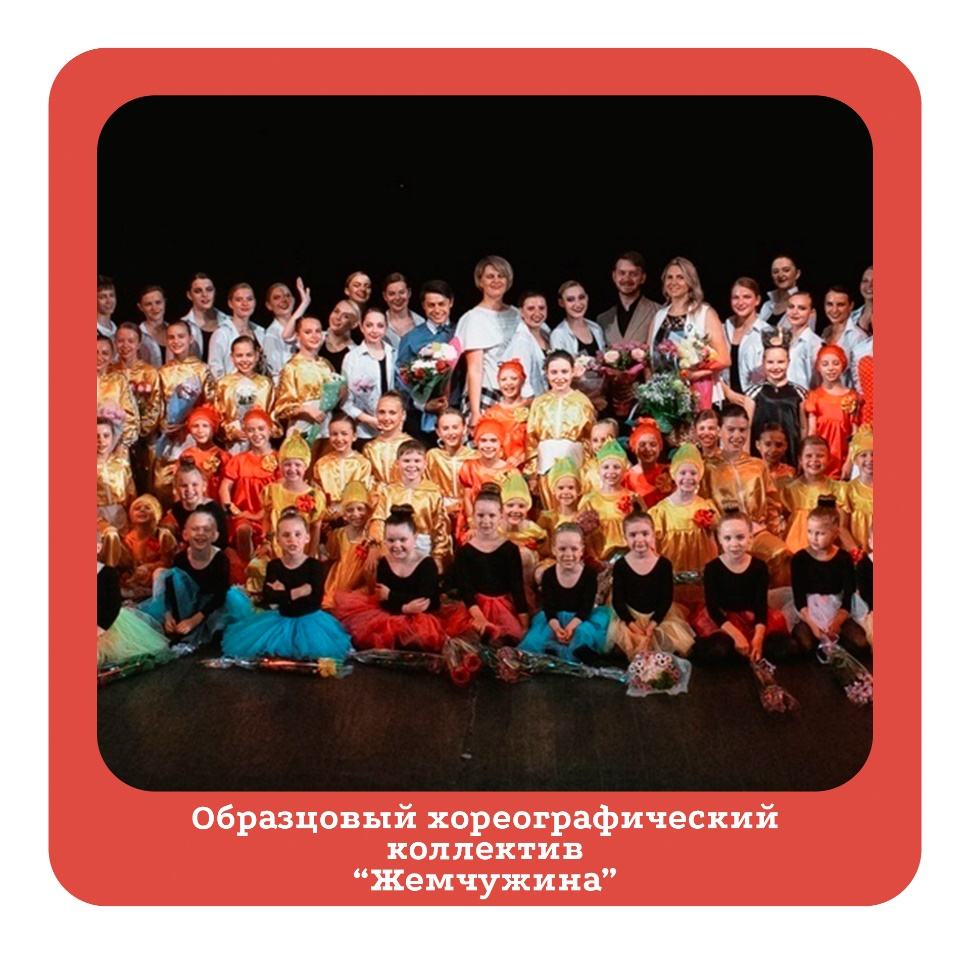 Образцовый хореографический
коллектив
“Жемчужина”